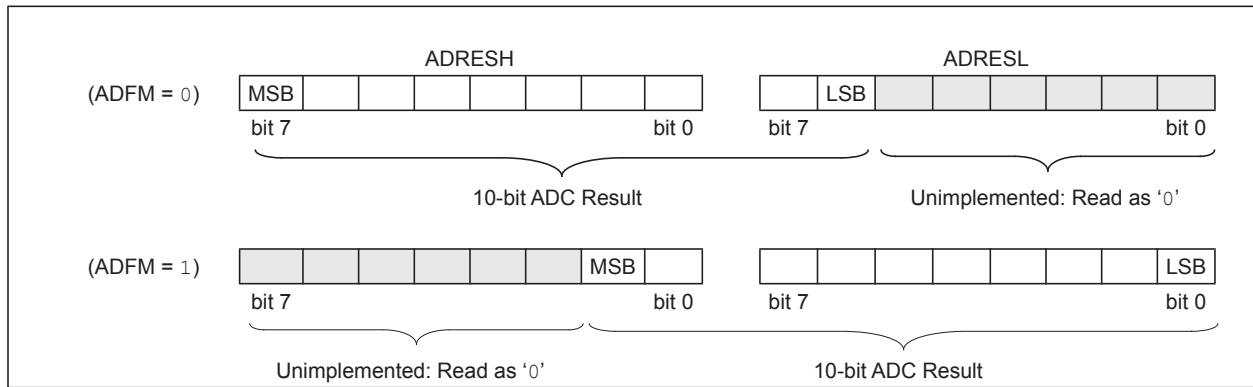 ADRESH ADRESL
(ADFM = 0) MSB LSB
bit 7 bit 0 bit 7 bit 0
10-bit ADC Result Unimplemented: Read as ‘0’
(ADFM = 1) MSB LSB
bit 7 bit 0 bit 7 bit 0
Unimplemented: Read as ‘0’ 10-bit ADC Result